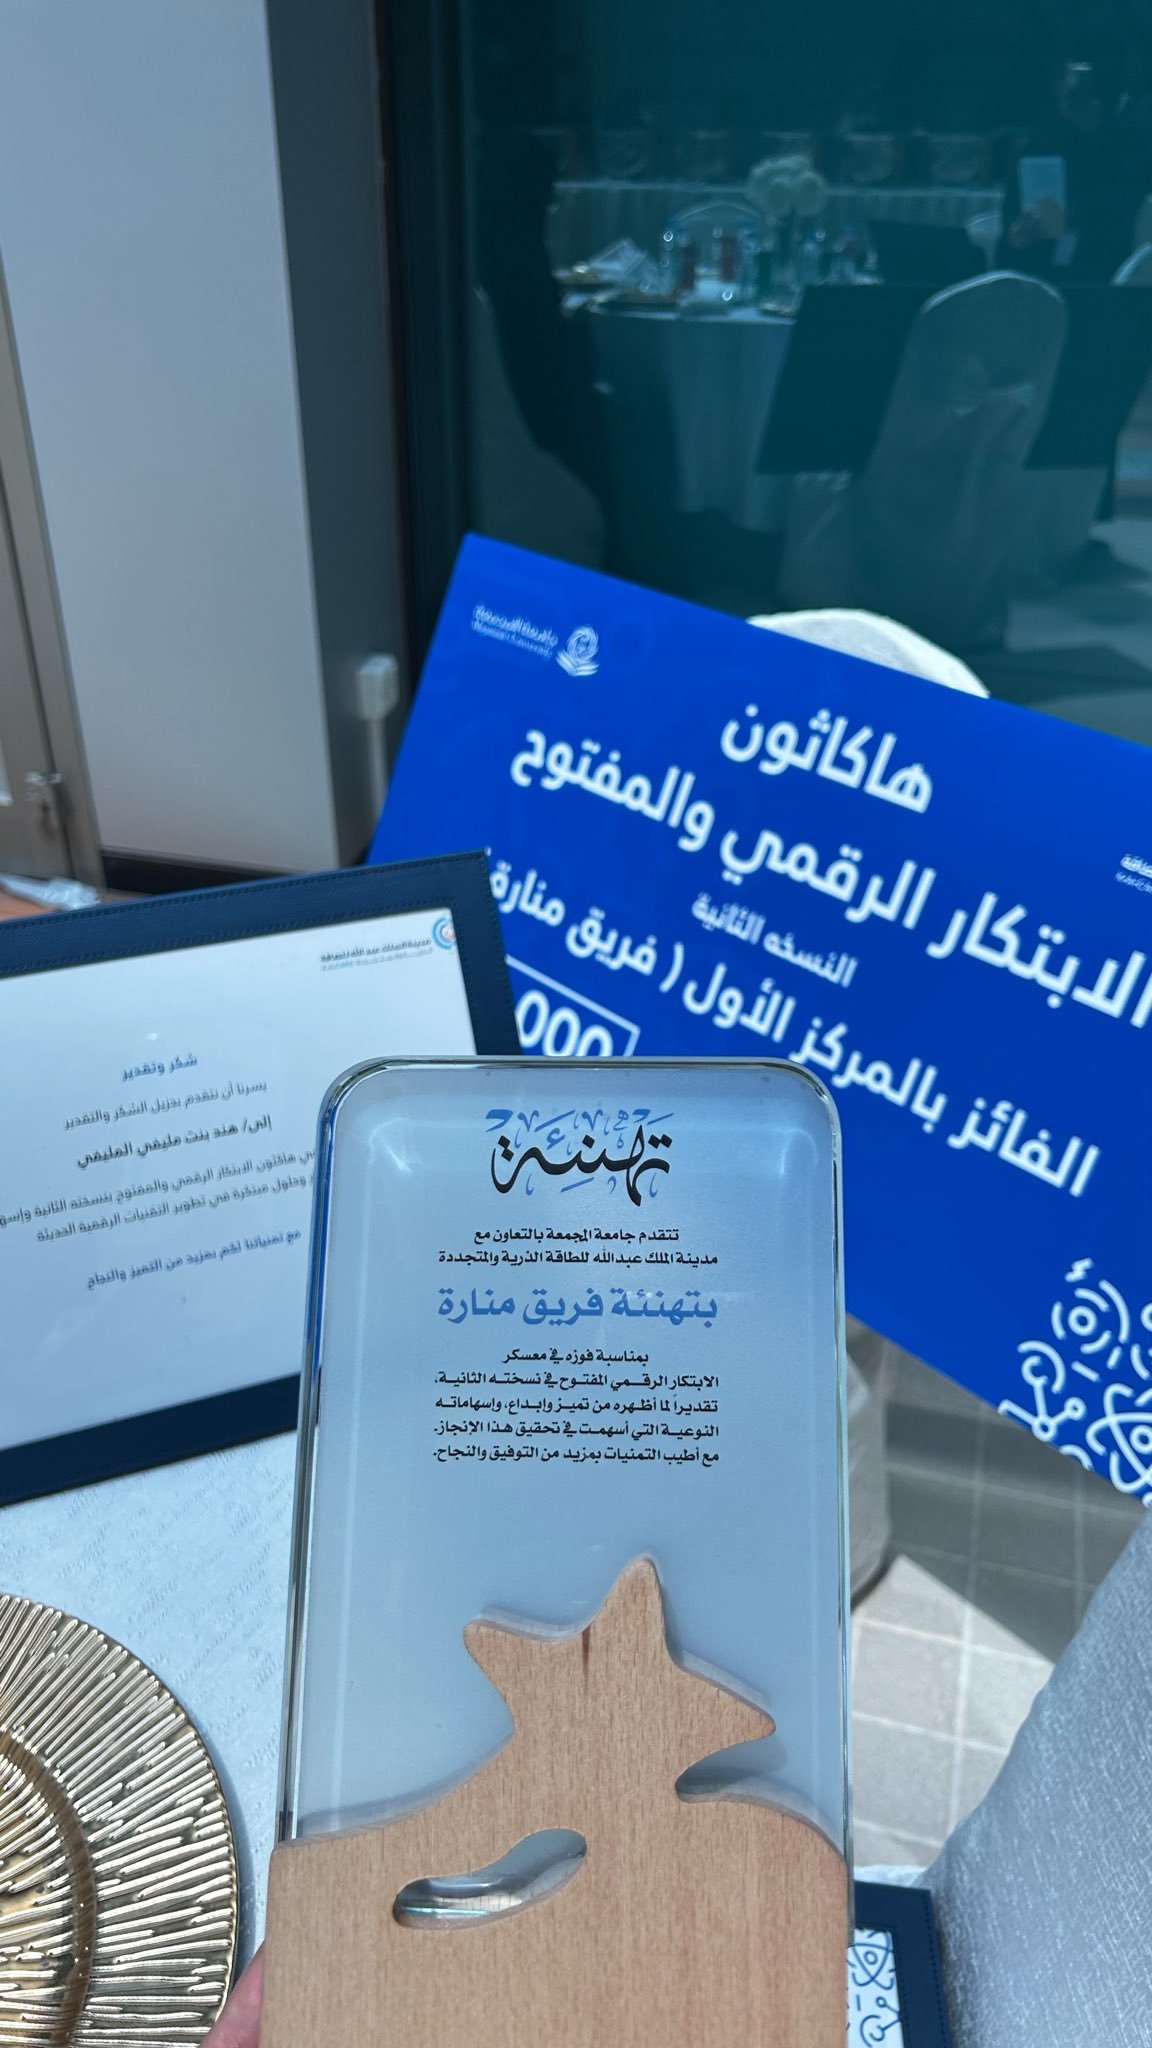 هاكاثون
الابتكار الرقمي والمفتوح
النسخه الثانية
الفائز بالمركز الأول ( فريق منارة
000
شكر وتقدير
يسرنا أن نتقدم بجزيل الشكر والتقدير
إلى/ هند بنت مليفي المليفي
هاكاثون الابتكار الرقمي والمفتوح بنسخته الثانية
وحلول مبتكرة في تطوير التقنيات الرقمية الحديثة
مع تمنياتنا لكم بمزيد من التميز والنجاح
تهنئة
تتقدم جامعة المجمعة بالتعاون مع
مدينة الملك عبدالله للطاقة الذرية والمتجددة
بتهنئة فريق منارة
بمناسبة فوزه في معسكر
الابتكار الرقمي المفتوح في نسخته الثانية،
تقديراً لما أظهره من تميز وإبداع، وإسهاماته
النوعية التي أسهمت في تحقيق هذا الإنجاز.
مع أطيب التمنيات بمزيد من التوفيق والنجاح.